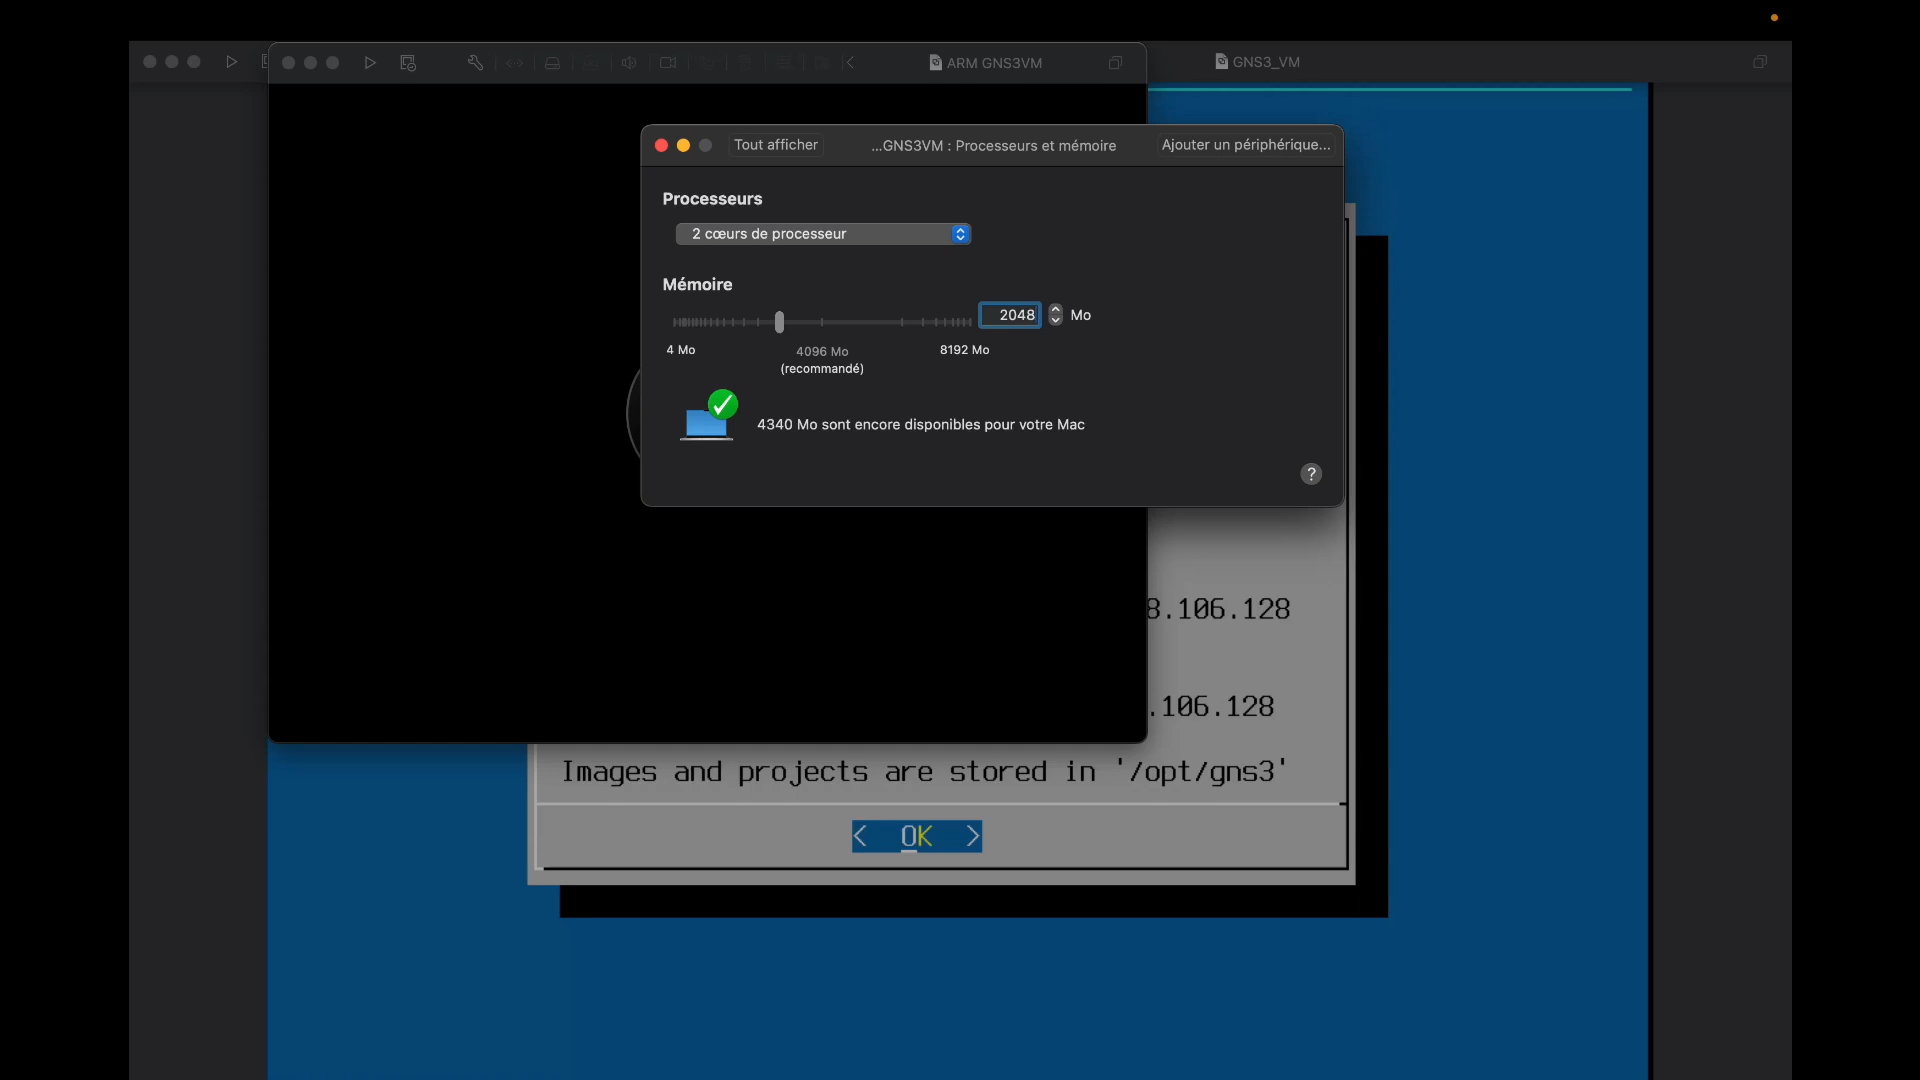 ARM GNS3VM
GNS3_VM
Tout afficher
...GNS3VM : Processeurs et mémoire
Ajouter un périphérique...
Processeurs
2 cœurs de processeur
Mémoire
2048
Mo
4 Mo
4096 Mo
(recommandé)
8192 Mo
4340 Mo sont encore disponibles pour votre Mac
?
8.106.128
.106.128
Images and projects are stored in '/opt/gns3'
< OK >